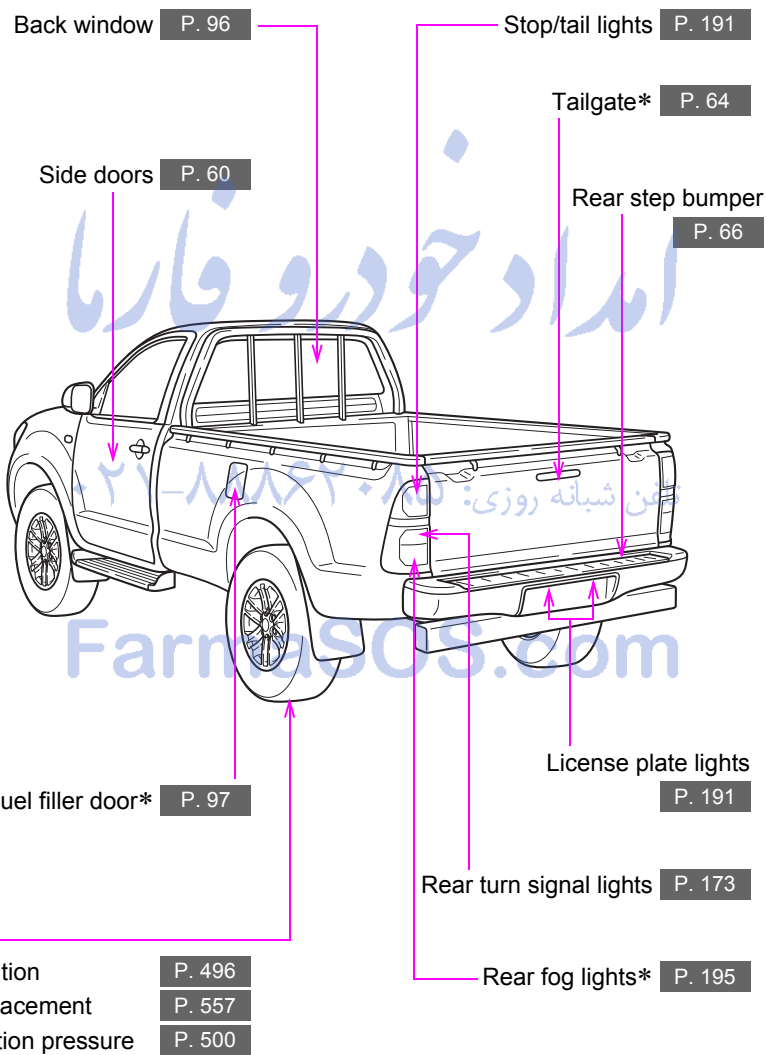 Back window P. 96
Stop/tail lights P. 191
Tailgate* P. 64
Side doors P. 60
Rear step bumper
P. 66
امداد خودرو فارما
تلفن شبانه روزی: ۰۲۱-۸۸۸۶۲۰۸۵
FarmaSOS.com
License plate lights
P. 191
uel filler door* P. 97
Rear turn signal lights P. 173
tion P. 496
Rear fog lights* P. 195
acement P. 557
tion pressure P. 500